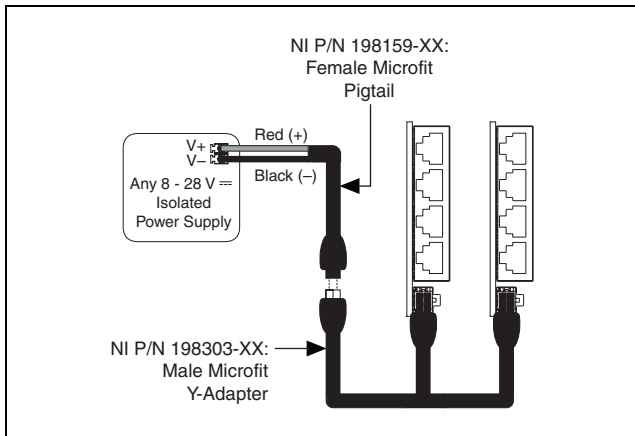 NI P/N 198159-XX:
Female Microfit
Pigtail
Red (+)
V+
V–
Black (–)
Any 8 - 28 V ⎓
Isolated
Power Supply
NI P/N 198303-XX:
Male Microfit
Y-Adapter